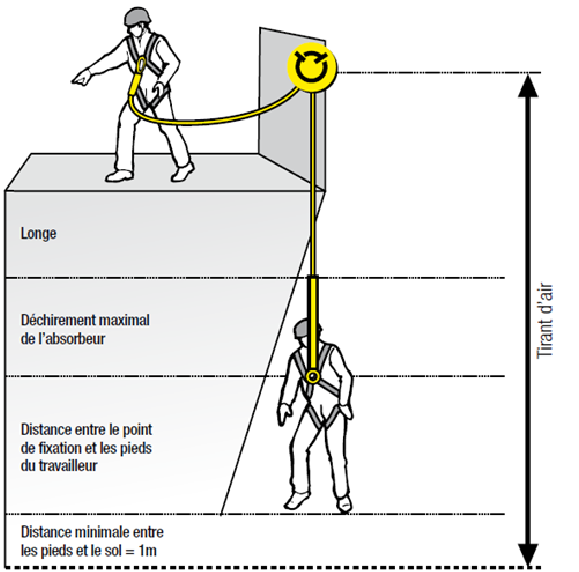 Longe
Déchirement maximal
de l'absorbeur
Distance entre le point
de fixation et les pieds
du travailleur
Distance minimale entre
les pieds et le sol = 1m
Tirant d'air